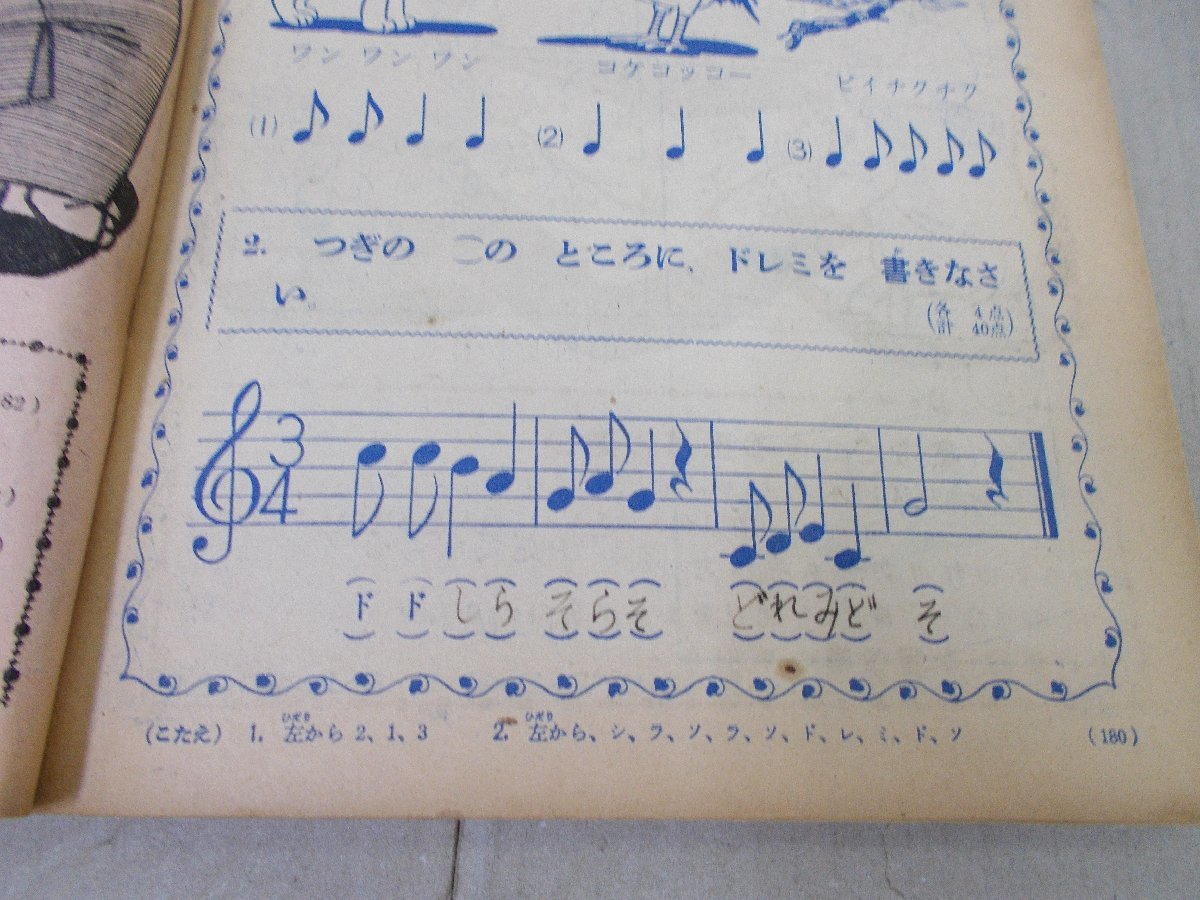 ワン ワン ワン
コケコッコー
ピイチクチク
(1)
(2)
(3)
2. つぎの ⌒の ところに、ドレミを 書きなさ
い。
(各 4点
計 40点)
82)
3
4
ド ド し ら そ ら そ ど れ み ど そ
(こたえ) 1. 左から 2、1、3 2. 左から、シ、ラ、ソ、ラ、ソ、ド、レ、ミ、ド、ソ
(180)